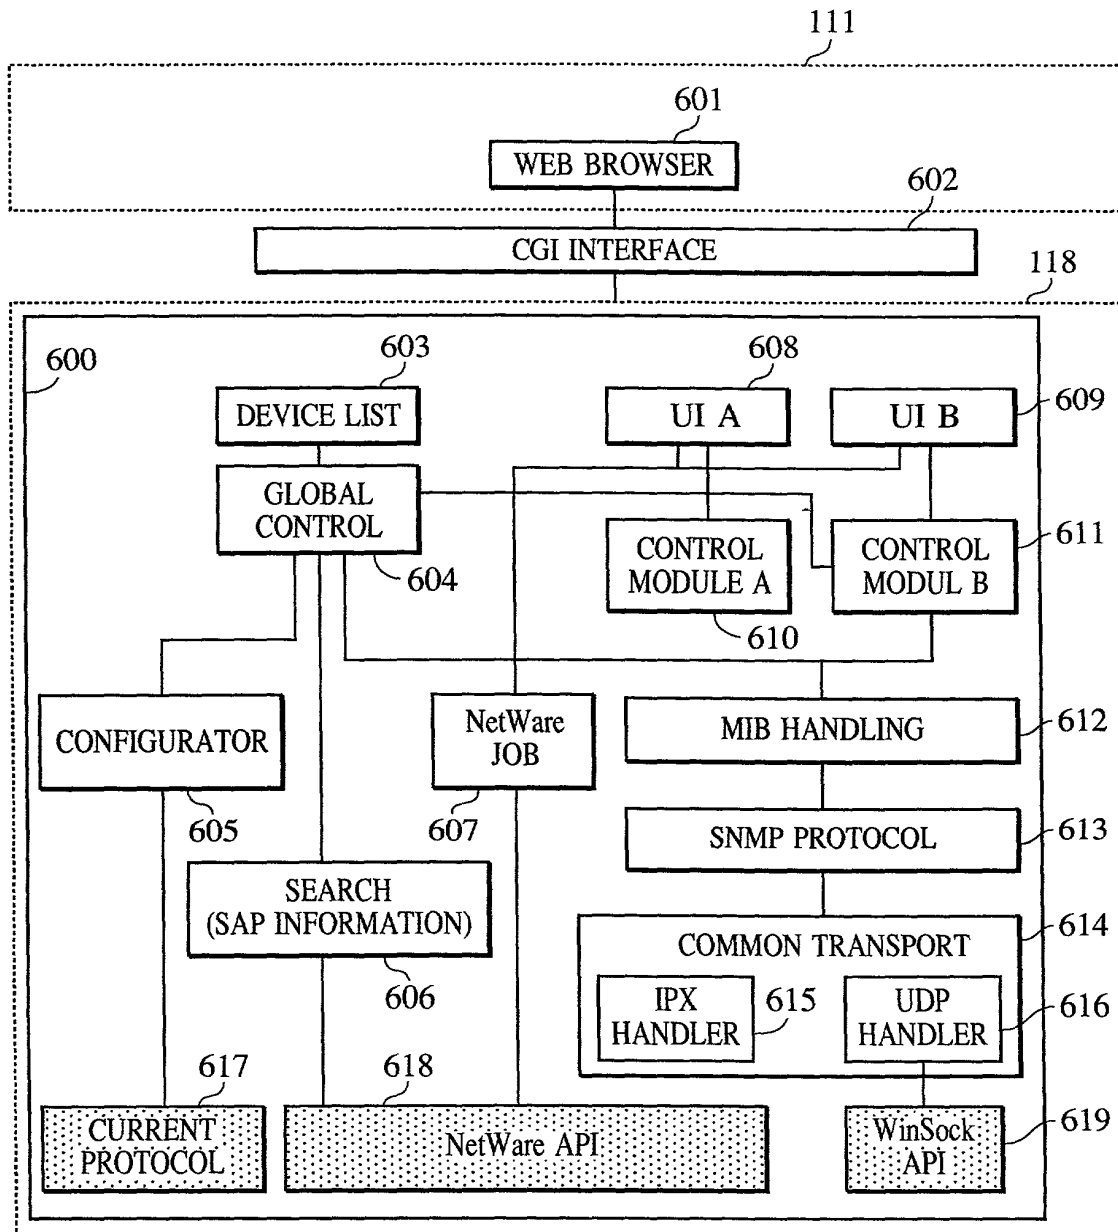 111
601
WEB BROWSER
602
CGI INTERFACE
118
600
603
DEVICE LIST
608
UI A
UI B
609
GLOBAL
CONTROL
604
CONTROL
MODULE A
610
CONTROL
MODUL B
611
CONFIGURATOR
605
NetWare
JOB
607
MIB HANDLING
612
SNMP PROTOCOL
613
SEARCH
(SAP INFORMATION)
606
COMMON TRANSPORT
614
IPX
HANDLER
615
UDP
HANDLER
616
617
CURRENT
PROTOCOL
618
NetWare API
WinSock
API
619